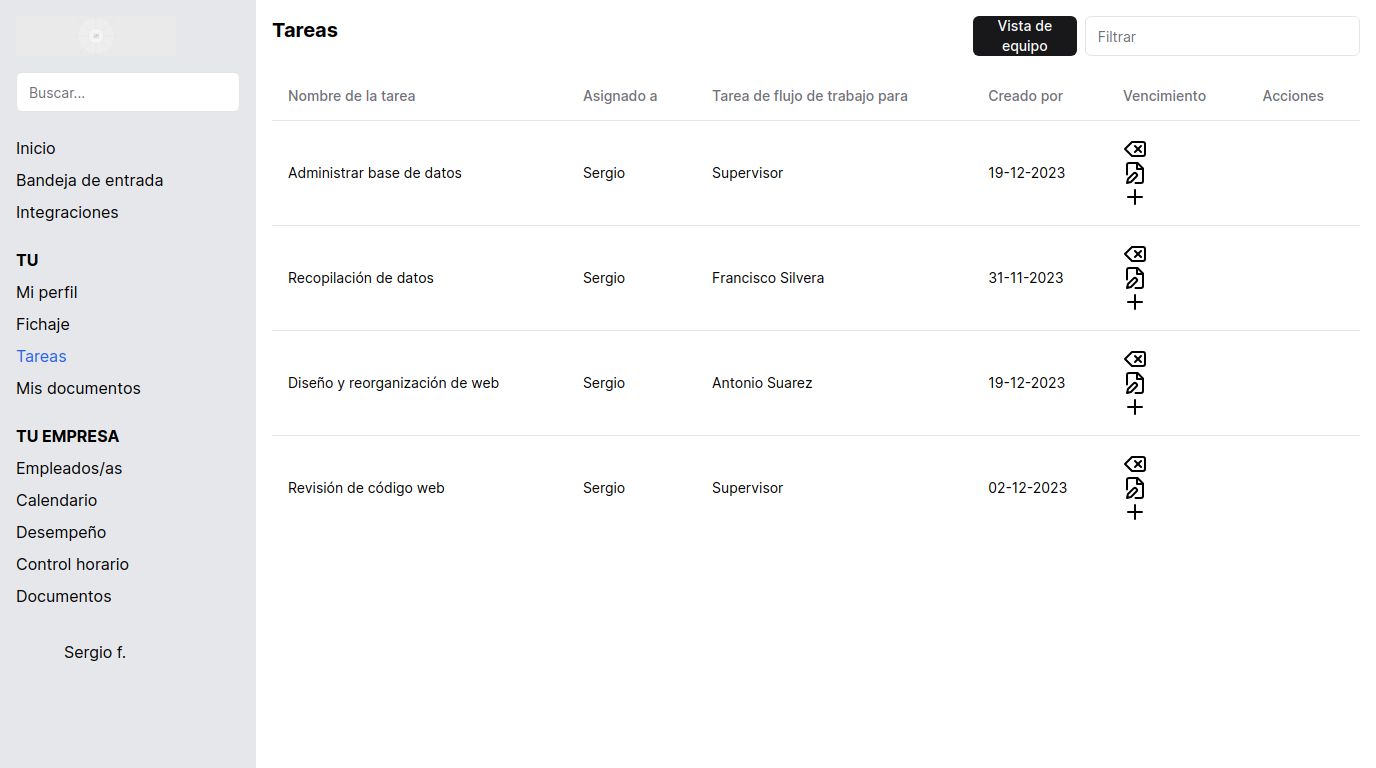 Buscar...
Inicio
Bandeja de entrada
Integraciones
TU
Mi perfil
Fichaje
Tareas
Mis documentos
TU EMPRESA
Empleados/as
Calendario
Desempeño
Control horario
Documentos
Sergio f.
Tareas
Vista de
equipo
Filtrar
Nombre de la tarea Asignado a Tarea de flujo de trabajo para Creado por Vencimiento Acciones
Administrar base de datos Sergio Supervisor 19-12-2023
Recopilación de datos Sergio Francisco Silvera 31-11-2023
Diseño y reorganización de web Sergio Antonio Suarez 19-12-2023
Revisión de código web Sergio Supervisor 02-12-2023